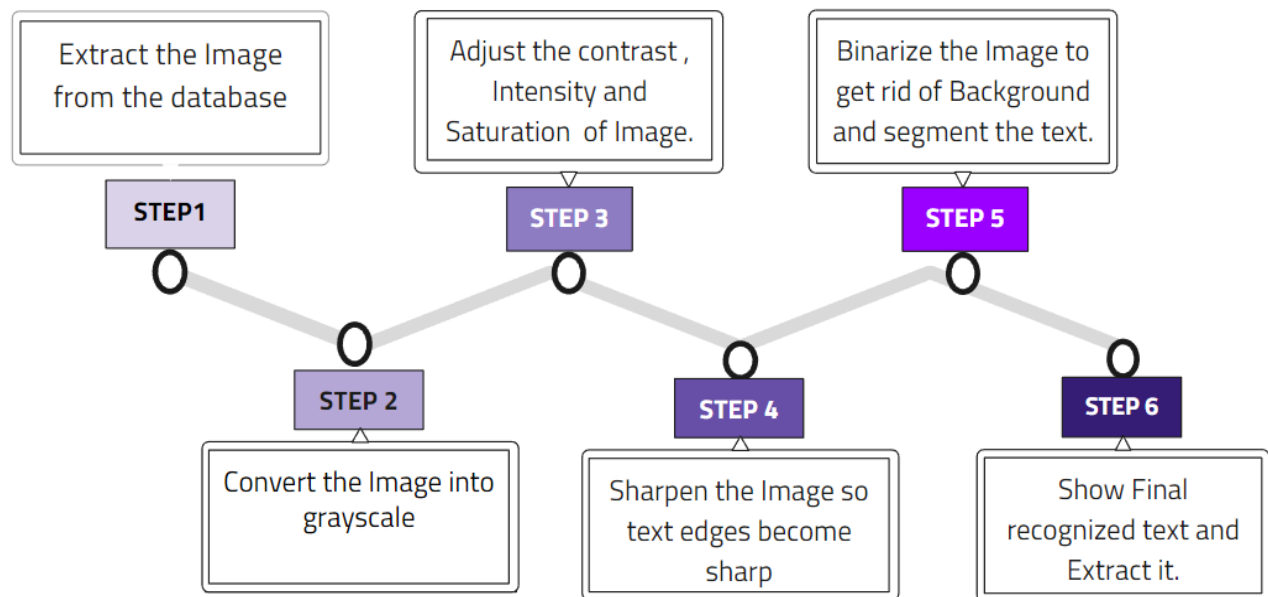 Extract the Image
from the database
STEP1
STEP 2
Convert the Image into
grayscale
Adjust the contrast ,
Intensity and
Saturation of Image.
STEP 3
STEP 4
Sharpen the Image so
text edges become
sharp
Binarize the Image to
get rid of Background
and segment the text.
STEP 5
STEP 6
Show Final
recognized text and
Extract it.